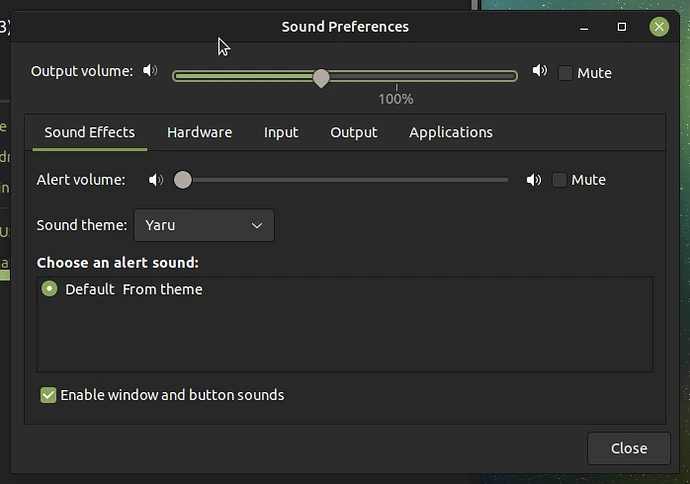 Sound Preferences
3)
Output volume:
Mute
100%
Sound Effects Hardware Input Output Applications
Alert volume:
Mute
Sound theme: Yaru
Choose an alert sound:
Default From theme
Enable window and button sounds
Close